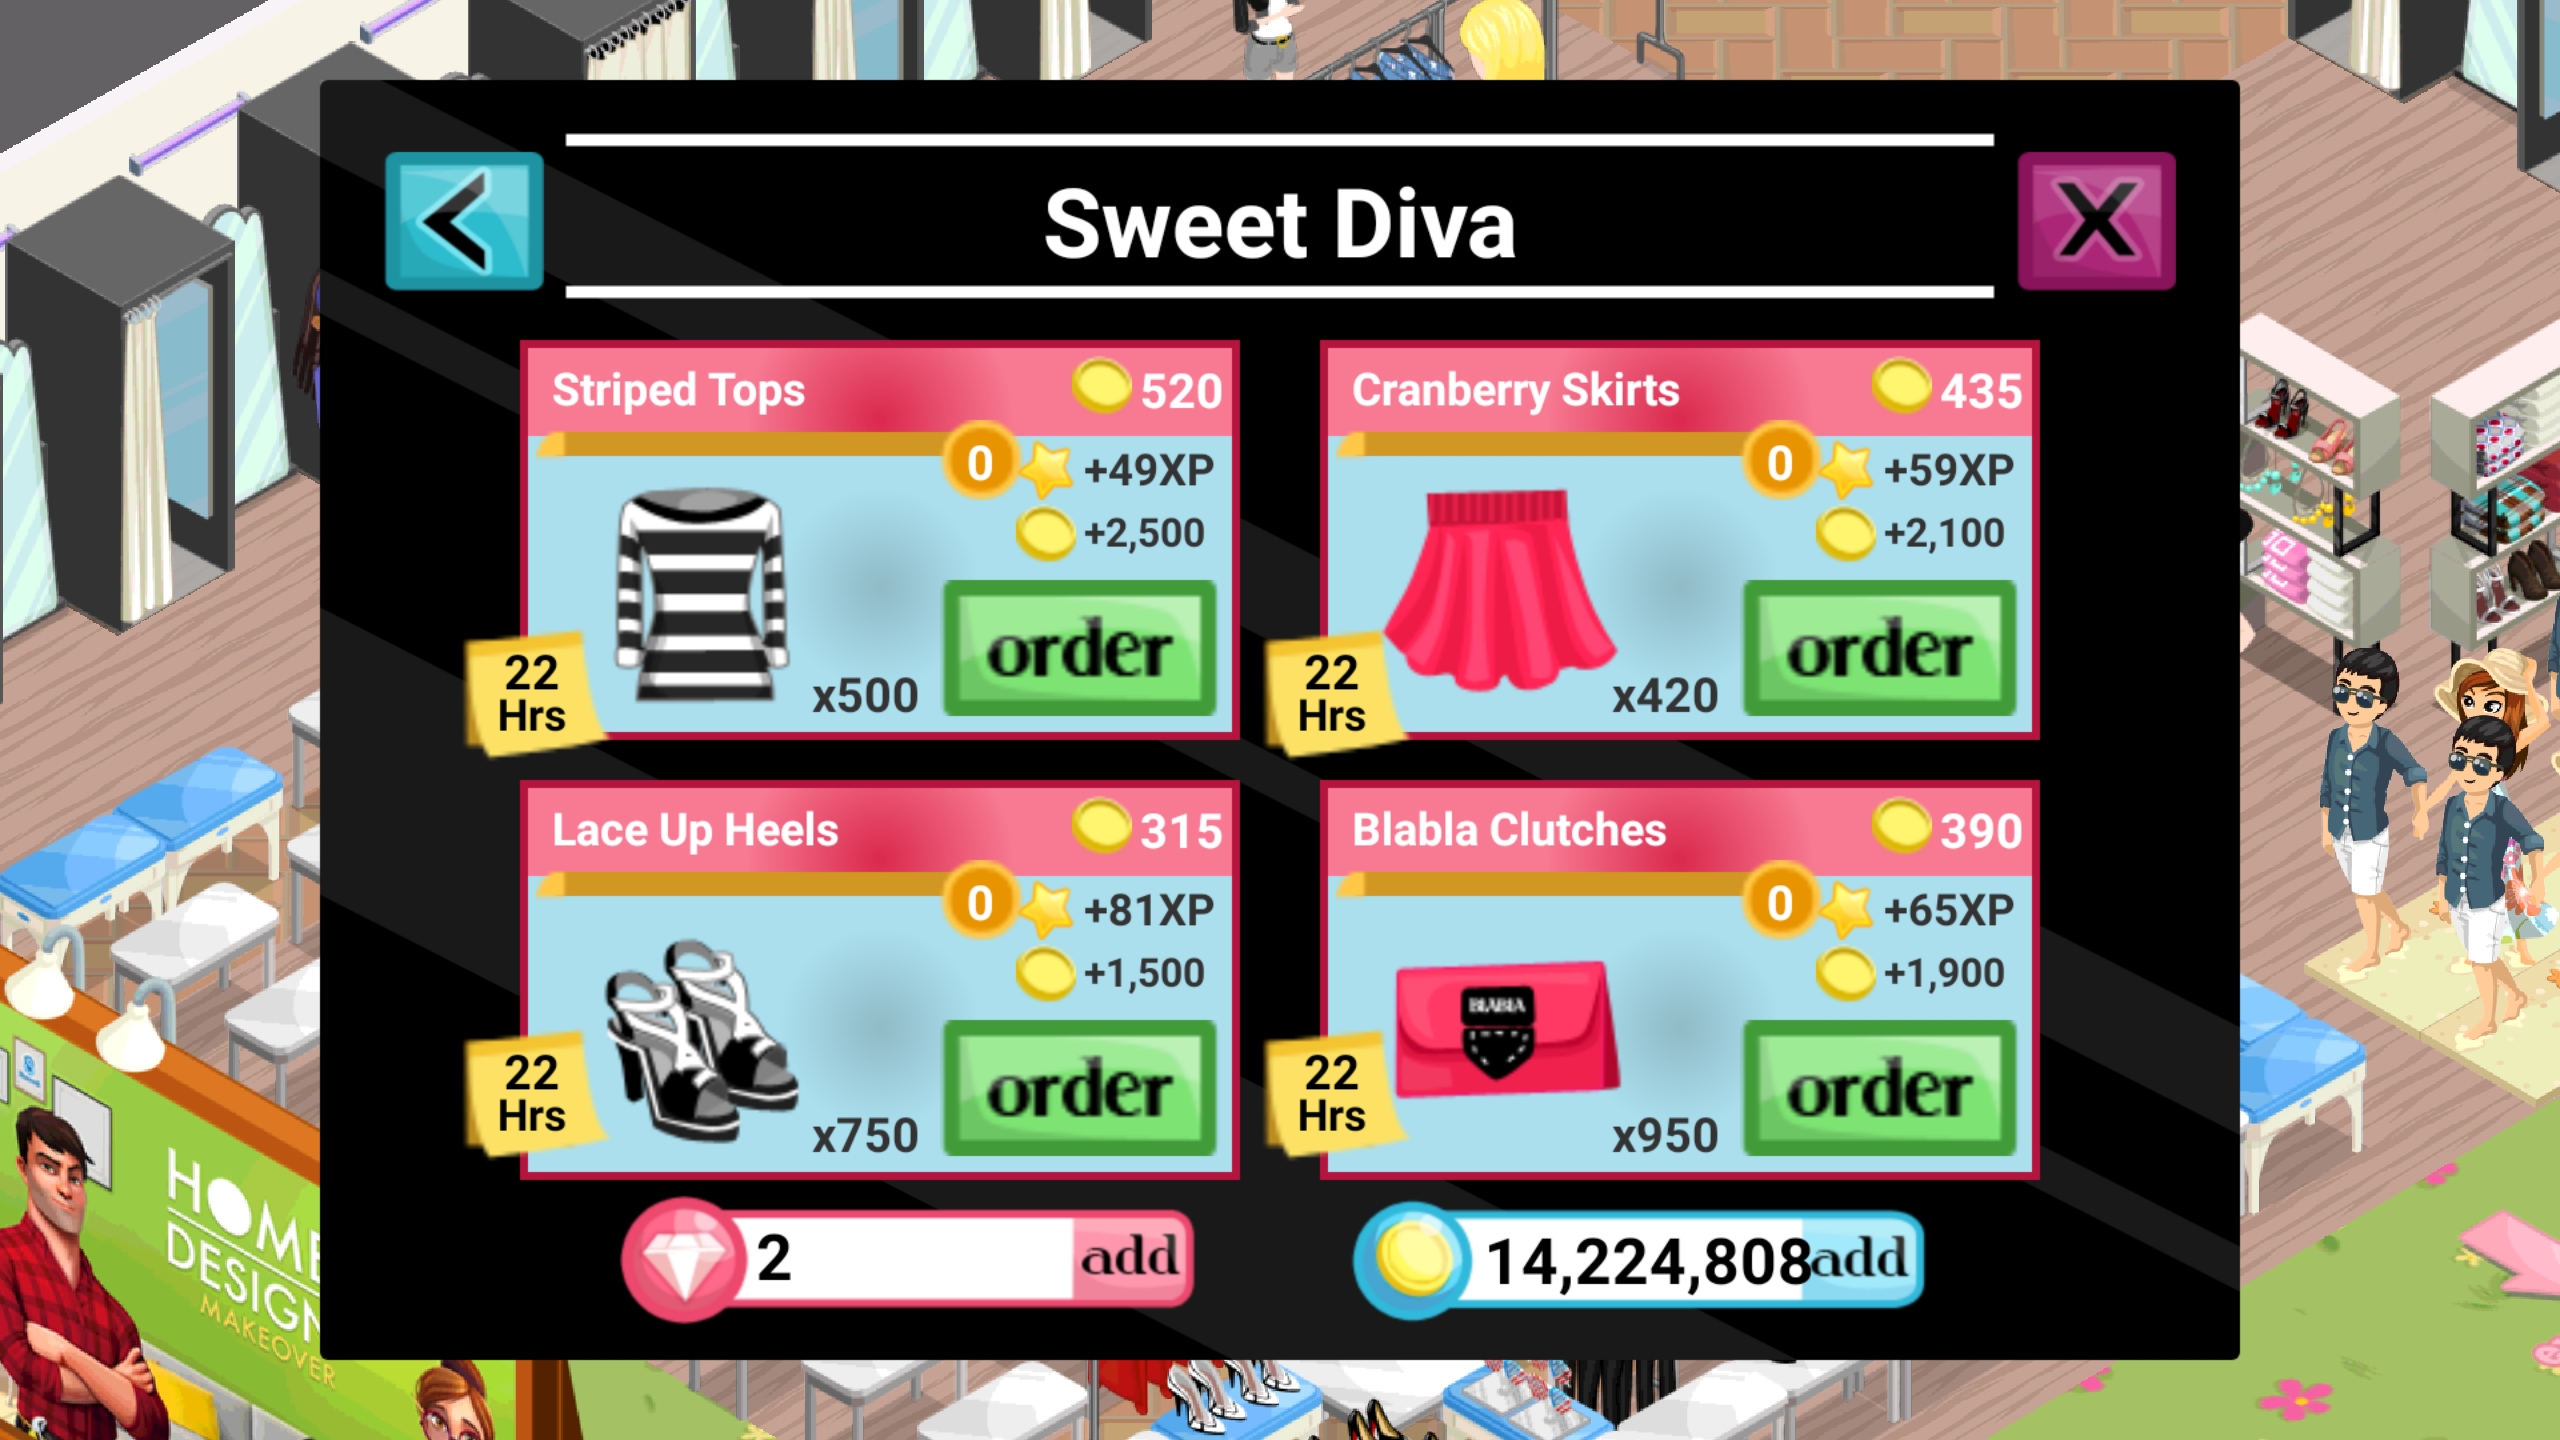 Sweet Diva
X
Striped Tops 520
0 +49XP
+2,500
order
x500
22
Hrs
Cranberry Skirts 435
0 +59XP
+2,100
order
x420
22
Hrs
Lace Up Heels 315
0 +81XP
+1,500
order
x750
22
Hrs
Blabla Clutches 390
0 +65XP
+1,900
BLABLA
order
x950
22
Hrs
2 add
14,224,808 add
HOME
DESIGN
MAKEOVER